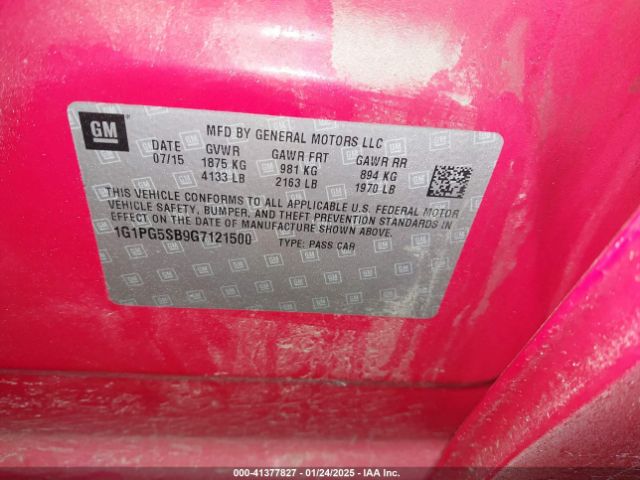 GM
MFD BY GENERAL MOTORS LLC
DATE GVWR GAWR FRT GAWR RR
07/15 1875 KG 981 KG 894 KG
4133 LB 2163 LB 1970 LB
THIS VEHICLE CONFORMS TO ALL APPLICABLE U.S. FEDERAL MOTOR
VEHICLE SAFETY, BUMPER, AND THEFT PREVENTION STANDARDS IN
EFFECT ON THE DATE OF MANUFACTURE SHOWN ABOVE.
1G1PG5SB9G7121500 TYPE: PASS CAR
000-41377827 - 01/24/2025 - IAA Inc.